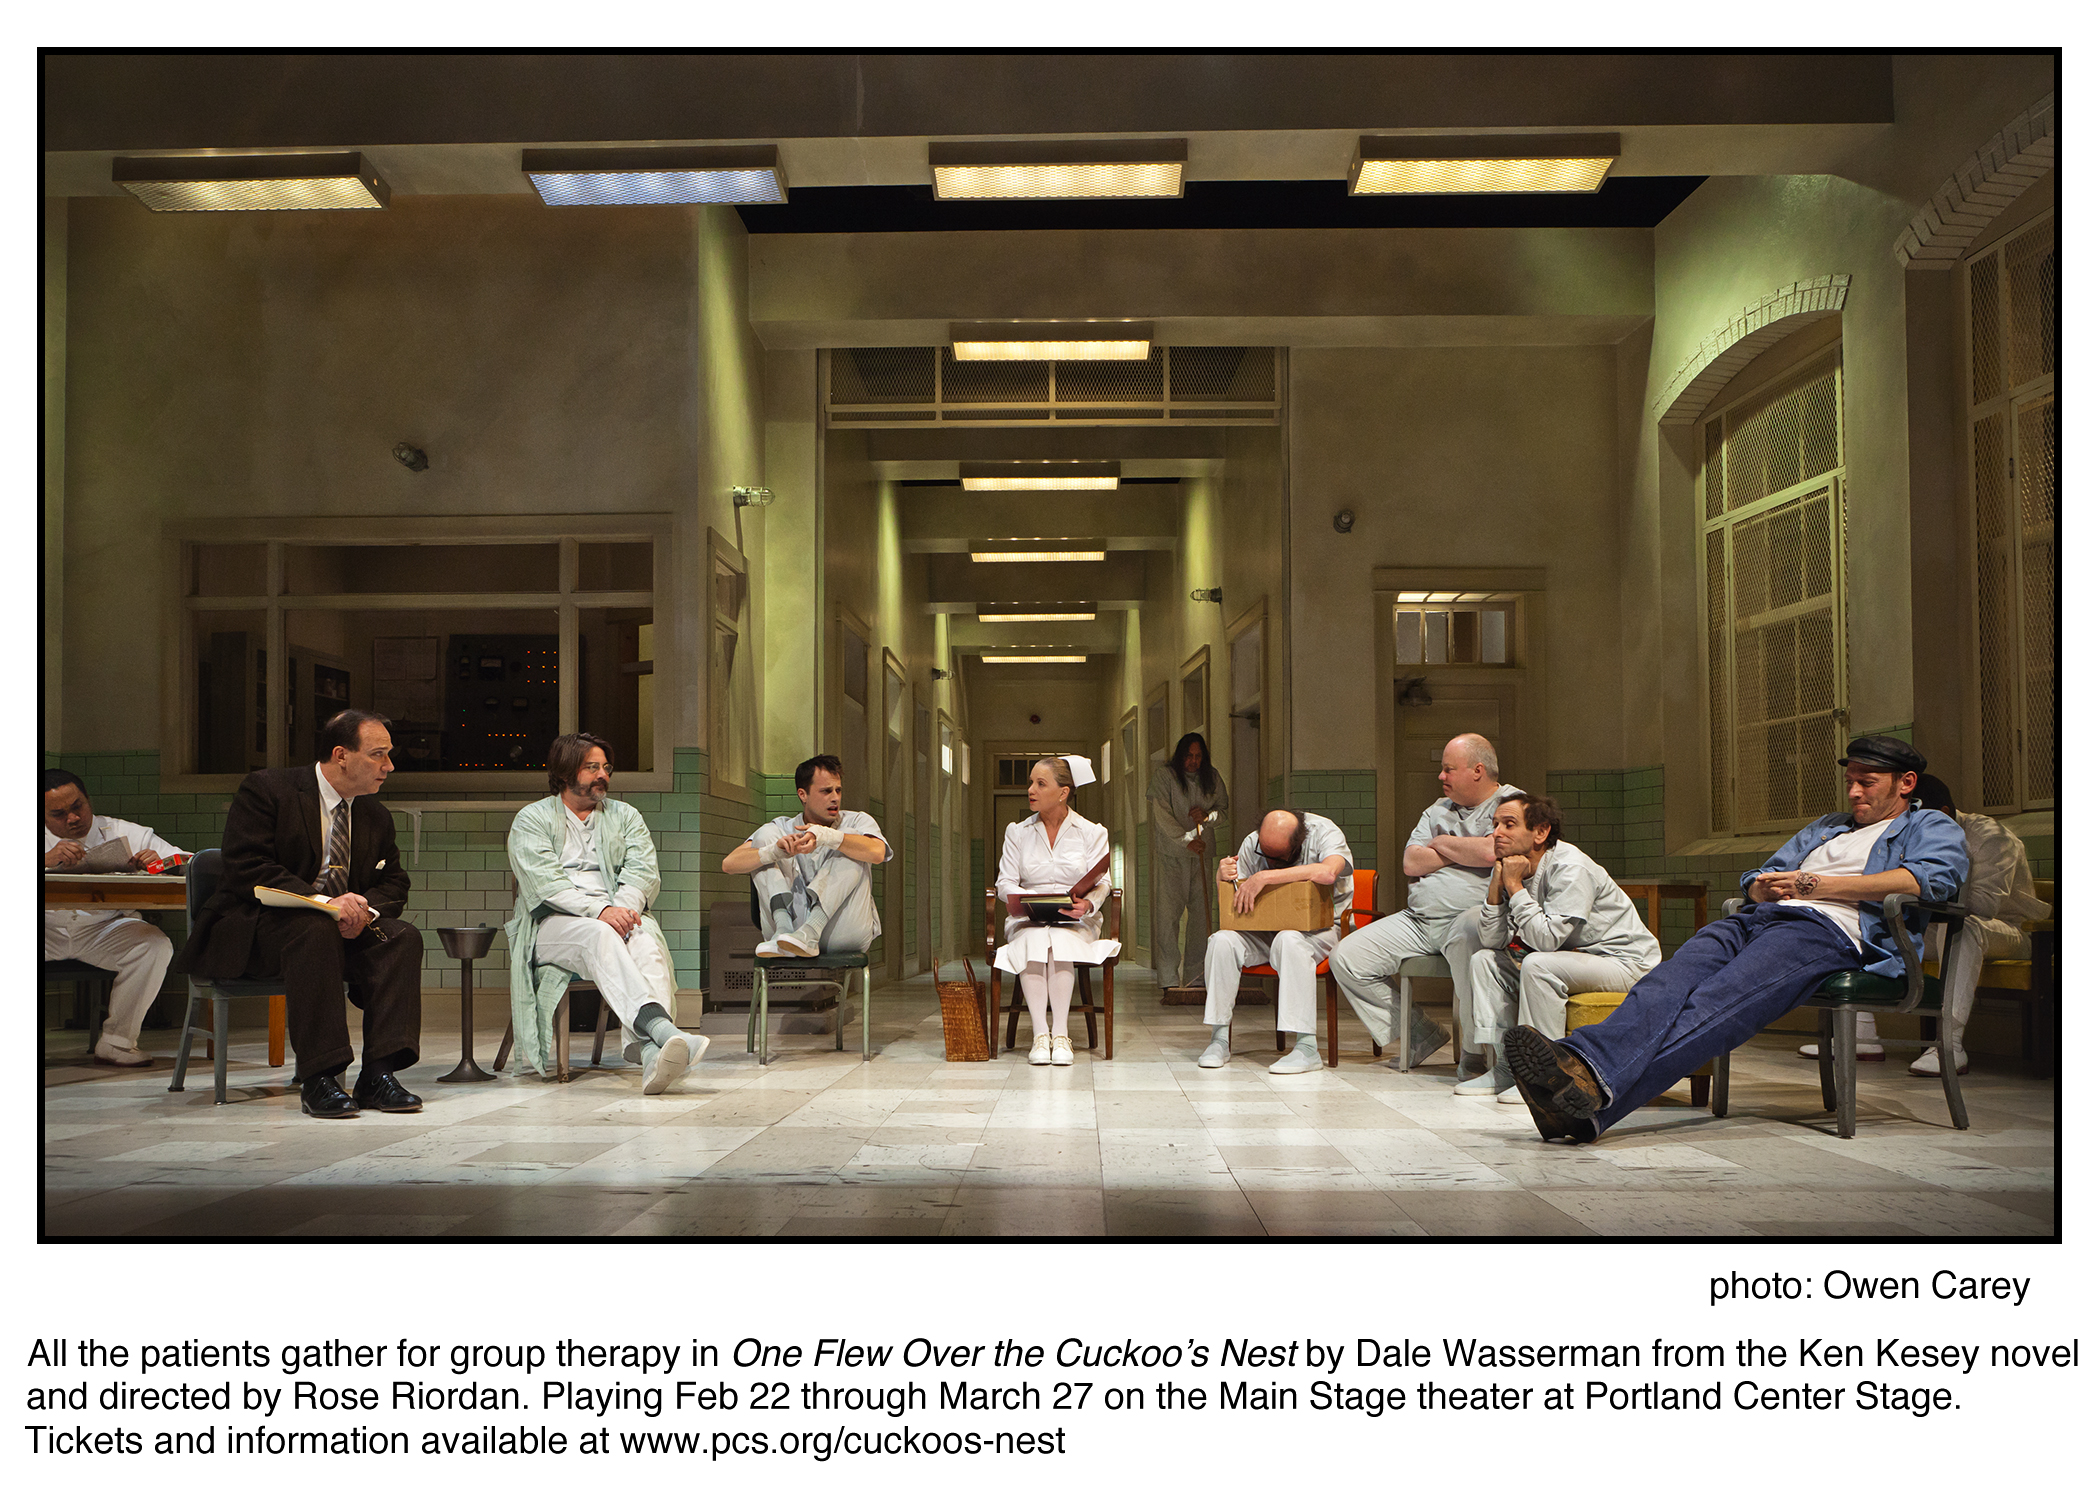 photo: Owen Carey
All the patients gather for group therapy in One Flew Over the Cuckoo's Nest by Dale Wasserman from the Ken Kesey novel
and directed by Rose Riordan. Playing Feb 22 through March 27 on the Main Stage theater at Portland Center Stage.
Tickets and information available at www.pcs.org/cuckoos-nest